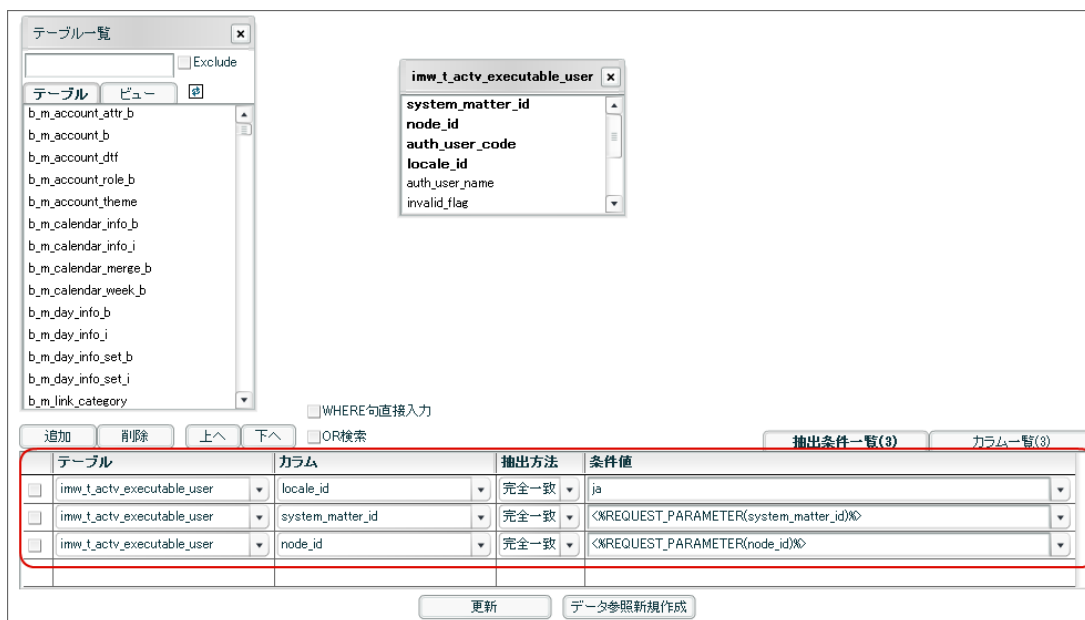 テーブル一覧
Exclude
テーブル ビュー
b_m_account_attr_b
b_m_account_b
b_m_account_dtf
b_m_account_role_b
b_m_account_theme
b_m_calendar_info_b
b_m_calendar_info_i
b_m_calendar_merge_b
b_m_calendar_week_b
b_m_day_info_b
b_m_day_info_i
b_m_day_info_set_b
b_m_day_info_set_i
b_m_link_category
imw_t_actv_executable_user
system_matter_id
node_id
auth_user_code
locale_id
auth_user_name
invalid_flag
WHERE句直接入力
追加 削除 上へ 下へ OR検索 抽出条件一覧(3) カラム一覧(3)
テーブル カラム 抽出方法 条件値
imw_t_actv_executable_user locale_id 完全一致 ja
imw_t_actv_executable_user system_matter_id 完全一致 <%REQUEST_PARAMETER(system_matter_id)%>
imw_t_actv_executable_user node_id 完全一致 <%REQUEST_PARAMETER(node_id)%>
更新 データ参照新規作成